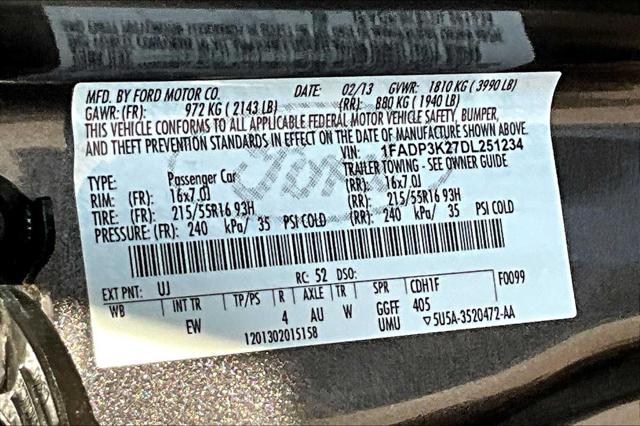 MFD. BY FORD MOTOR CO. DATE: 02/13 GVWR: 1810 KG ( 3990 LB)
GAWR: (FR): 972 KG ( 2143 LB) (RR): 880 KG ( 1940 LB)
THIS VEHICLE CONFORMS TO ALL APPLICABLE FEDERAL MOTOR VEHICLE SAFETY, BUMPER,
AND THEFT PREVENTION STANDARDS IN EFFECT ON THE DATE OF MANUFACTURE SHOWN ABOVE.
VIN: 1FADP3K27DL251234
TYPE: Passenger Car TRAILER TOWING - SEE OWNER GUIDE
RIM: (FR): 16x7.0J (RR): 16x7.0J
TIRE: (FR): 215/55R16 93H (RR): 215/55R16 93H
PRESSURE: (FR): 240 kPa/ 35 PSI COLD (RR): 240 kPa/ 35 PSI COLD
EXT PNT: UJ RC: 52 DSO: F0099
WB INT TR TP/PS R AXLE TR SPR CDH1F
EW 4 AU W GGFF 405
UMU ▽5U5A-3520472-AA
1201302015158